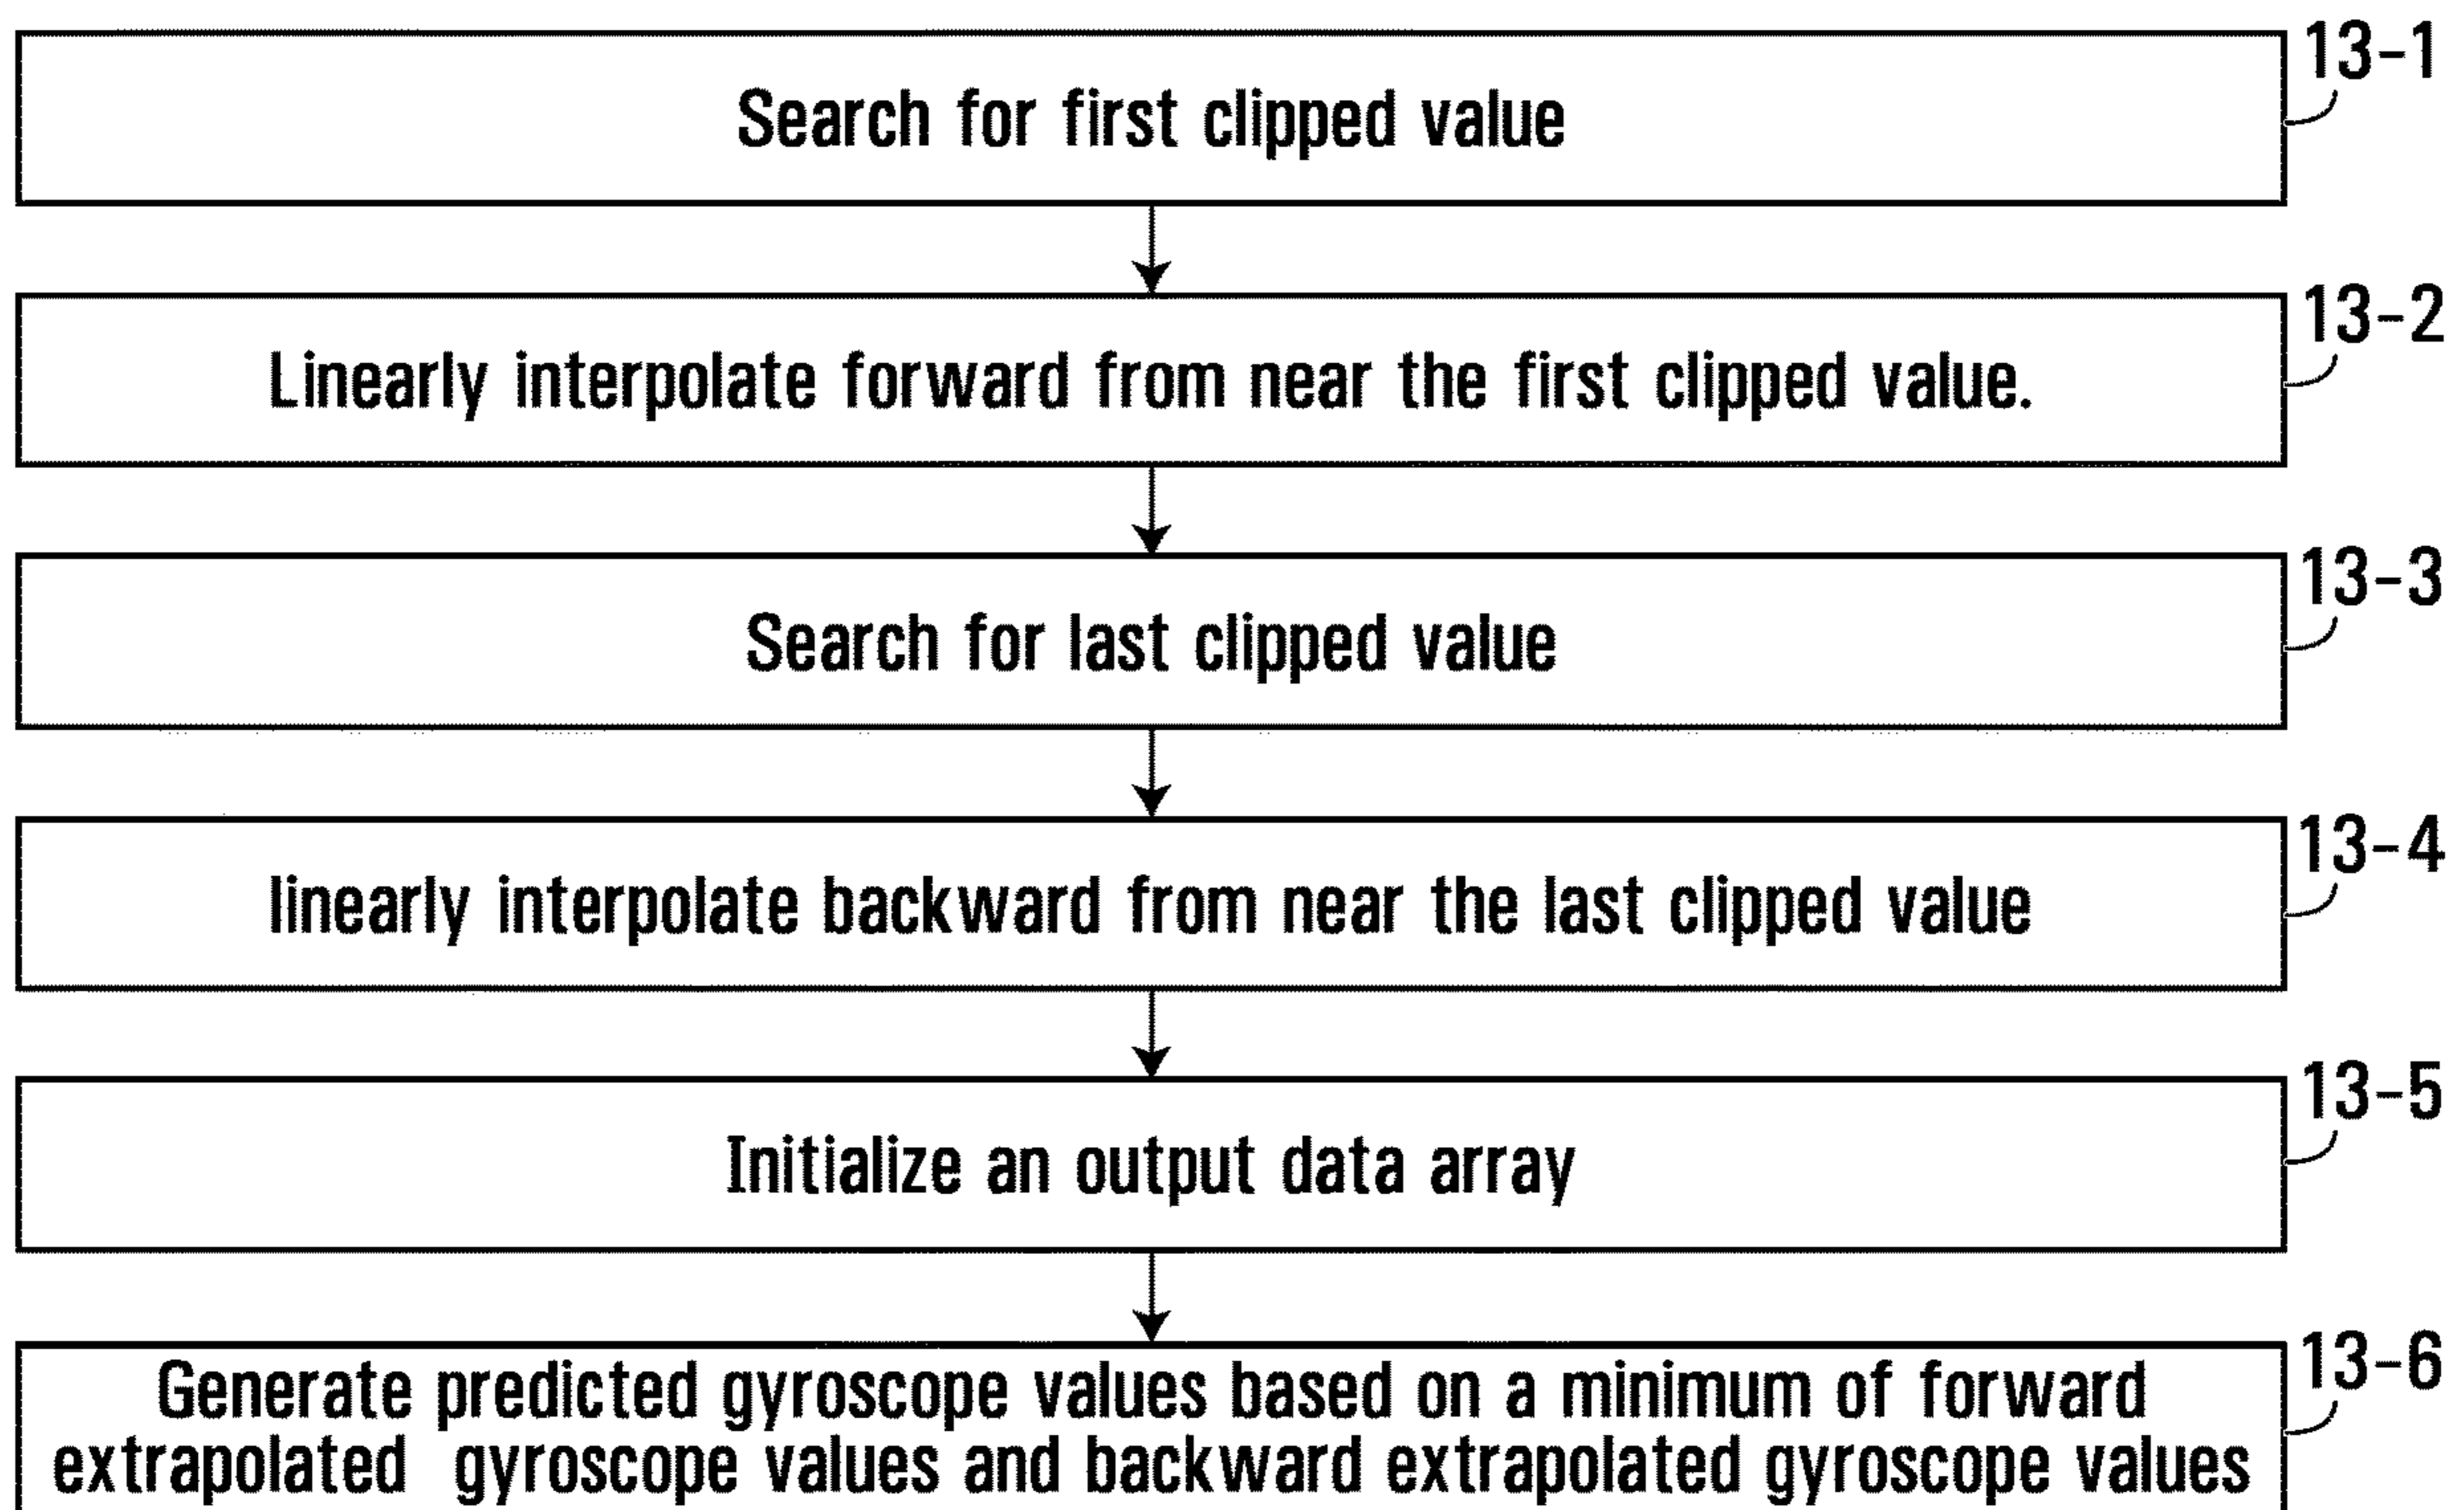 13-1
Search for first clipped value
13-2
Linearly interpolate forward from near the first clipped value.
13-3
Search for last clipped value
13-4
linearly interpolate backward from near the last clipped value
13-5
Initialize an output data array
13-6
Generate predicted gyroscope values based on a minimum of forward
extrapolated gyroscope values and backward extrapolated gyroscope values